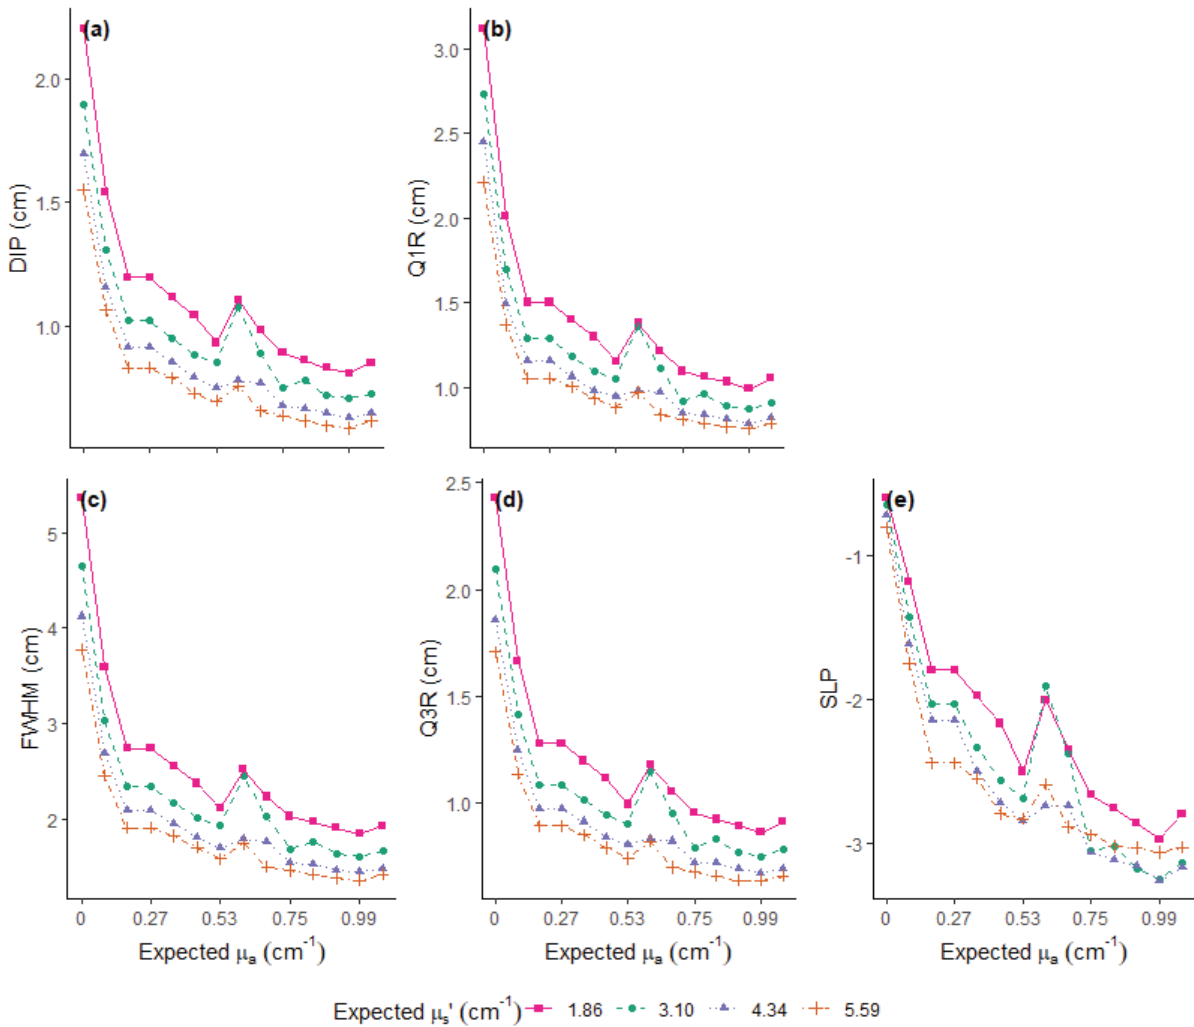 (a)
DIP (cm)
2.0
1.5
1.0
(b)
Q1R (cm)
3.0
2.5
2.0
1.5
1.0
(c)
FWHM (cm)
5
4
3
2
0 0.27 0.53 0.75 0.99
Expected μa (cm⁻¹)
(d)
Q3R (cm)
2.5
2.0
1.5
1.0
0 0.27 0.53 0.75 0.99
Expected μa (cm⁻¹)
(e)
SLP
-1
-2
-3
0 0.27 0.53 0.75 0.99
Expected μa (cm⁻¹)
Expected μs' (cm⁻¹) 1.86 3.10 4.34 5.59